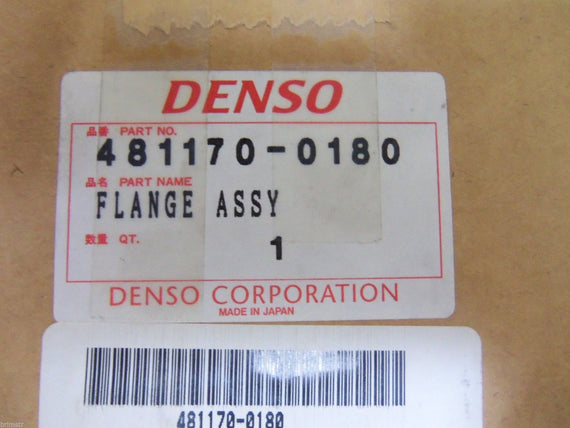 DENSO
品番 PART NO.
481170-0180
品名 PART NAME
FLANGE ASSY
数量 QT.
1
DENSO CORPORATION
MADE IN JAPAN
481170-0180